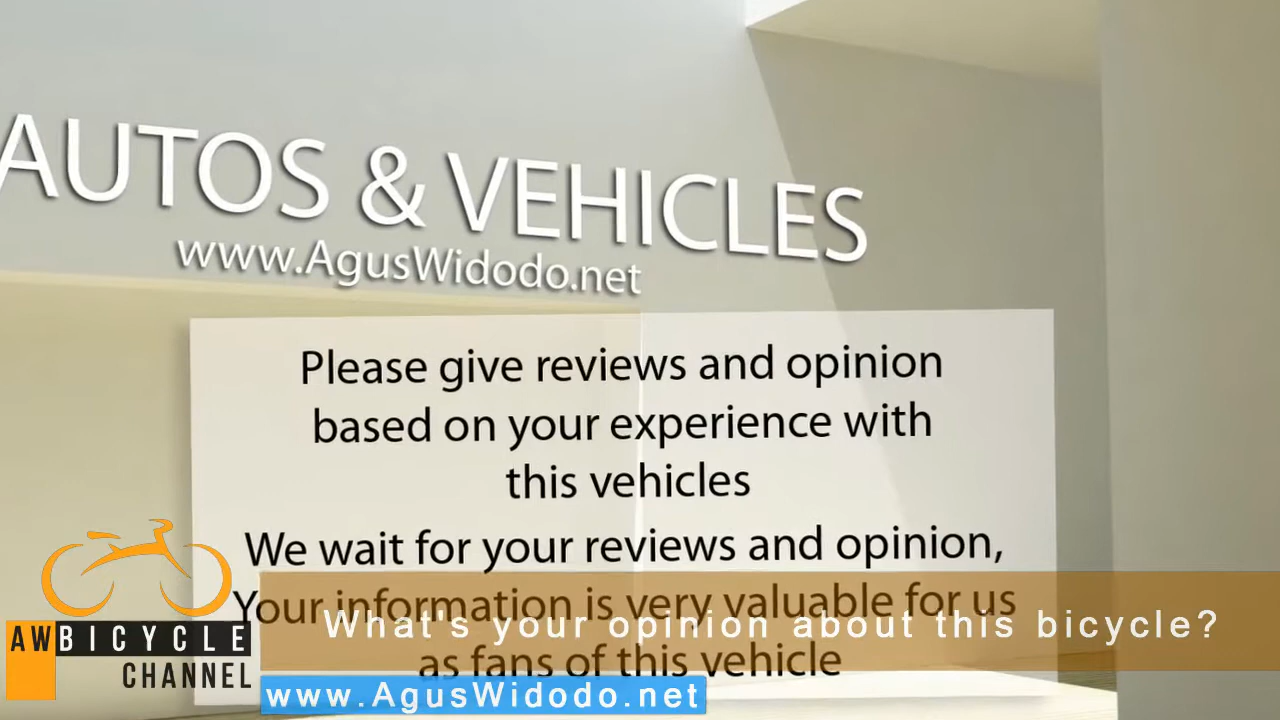 AUTOS & VEHICLES
www.AgusWidodo.net
Please give reviews and opinion
based on your experience with
this vehicles
We wait for your reviews and opinion,
Your information is very valuable for us
as fans of this vehicle
What's your opinion about this bicycle?
AWBICYCLE
CHANNEL
www.AgusWidodo.net